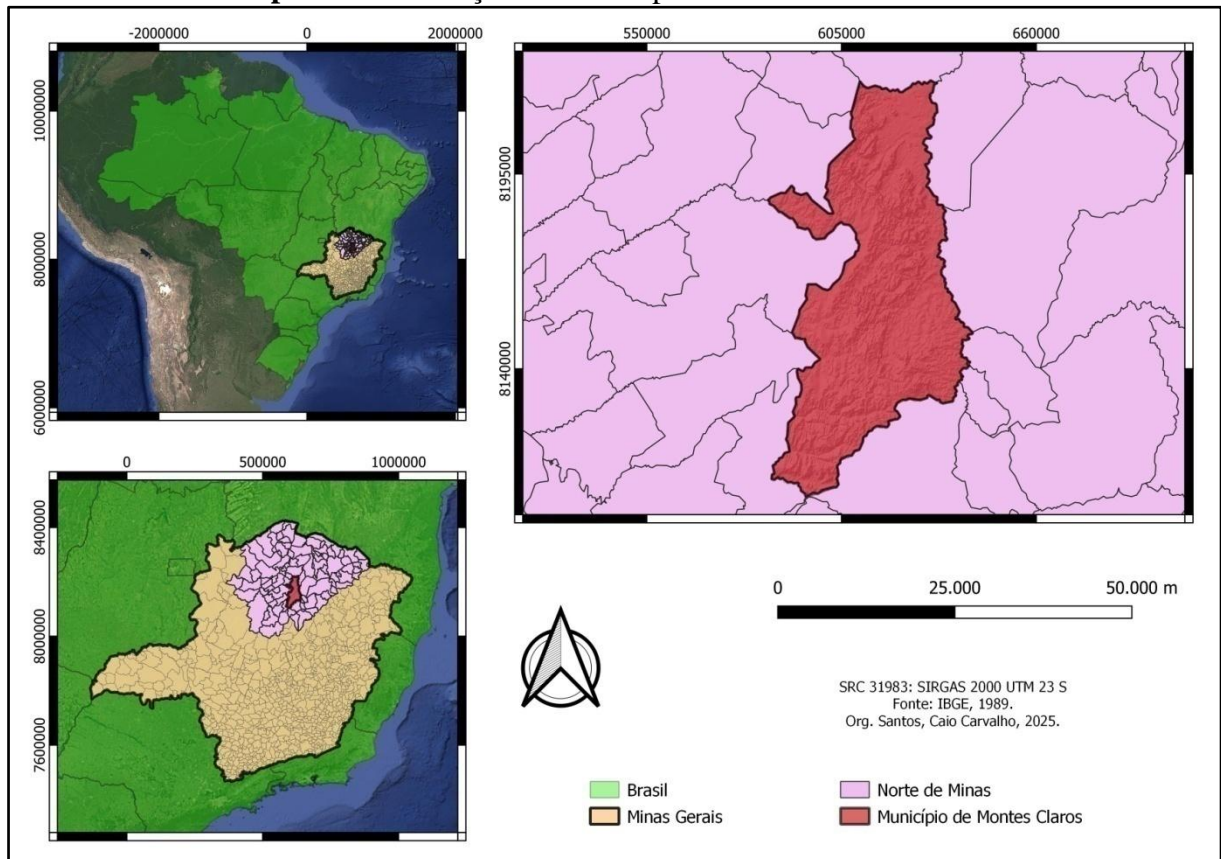 -2000000 0 2000000
10000000
8000000
6000000
550000 605000 660000
8195000
8140000
0 500000 1000000
8400000
8000000
7600000
0 25.000 50.000 m
SRC 31983: SIRGAS 2000 UTM 23 S
Fonte: IBGE, 1989.
Org. Santos, Caio Carvalho, 2025.
Brasil
Minas Gerais
Norte de Minas
Município de Montes Claros